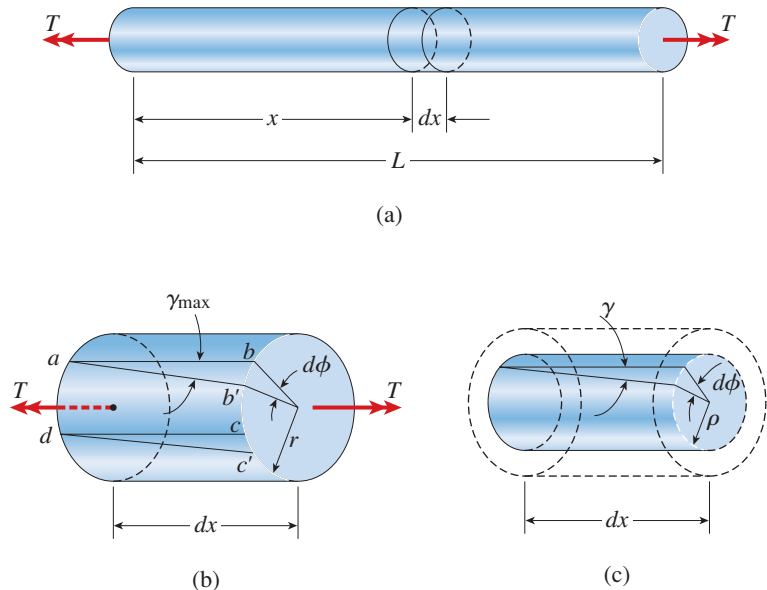 T
T
x
dx
L
(a)
γmax
a
b
dϕ
T
b′
T
d
c
r
c′
dx
(b)
γ
dϕ
ρ
dx
(c)